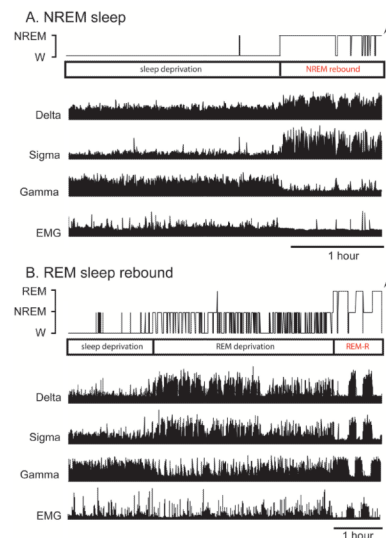 A. NREM sleep
NREM
W
sleep deprivation NREM rebound
Delta
Sigma
Gamma
EMG
1 hour
B. REM sleep rebound
REM
NREM
W
sleep deprivation REM deprivation REM-R
Delta
Sigma
Gamma
EMG
1 hour